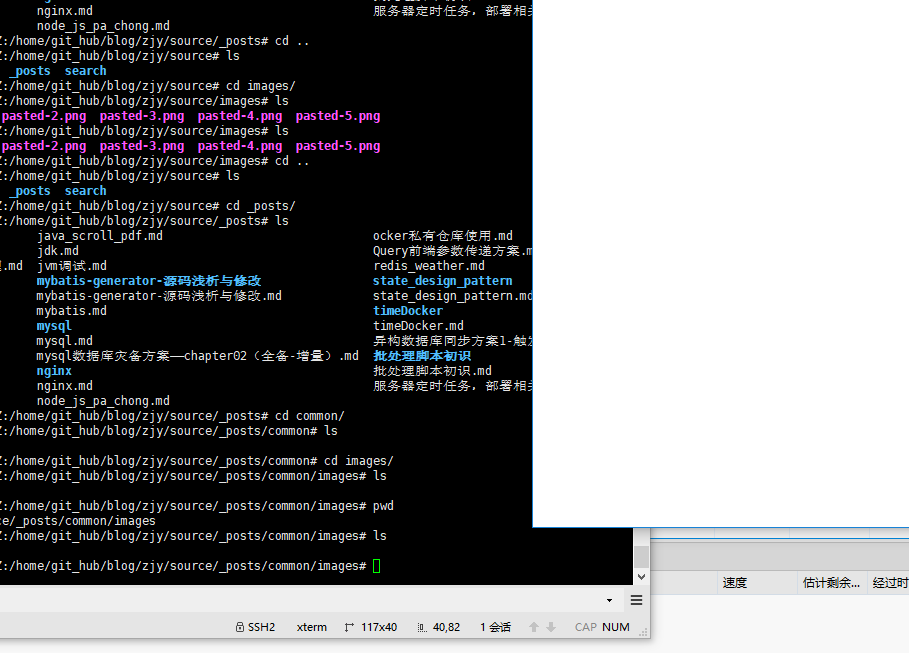 nginx.md 服务器定时任务，部署相
node_js_pa_chong.md
Z:/home/git_hub/blog/zjy/source/_posts# cd ..
Z:/home/git_hub/blog/zjy/source# ls
_posts search
Z:/home/git_hub/blog/zjy/source# cd images/
Z:/home/git_hub/blog/zjy/source/images# ls
pasted-2.png pasted-3.png pasted-4.png pasted-5.png
Z:/home/git_hub/blog/zjy/source/images# ls
pasted-2.png pasted-3.png pasted-4.png pasted-5.png
Z:/home/git_hub/blog/zjy/source/images# cd ..
Z:/home/git_hub/blog/zjy/source# ls
_posts search
Z:/home/git_hub/blog/zjy/source# cd _posts/
Z:/home/git_hub/blog/zjy/source/_posts# ls
java_scroll_pdf.md ocker私有仓库使用.md
jdk.md Query前端参数传递方案.m
.md jvm调试.md redis_weather.md
mybatis-generator-源码浅析与修改 state_design_pattern
mybatis-generator-源码浅析与修改.md state_design_pattern.md
mybatis.md timeDocker
mysql timeDocker.md
mysql.md 异构数据库同步方案1-触
mysql数据库灾备方案——chapter02（全备-增量）.md 批处理脚本初识
nginx 批处理脚本初识.md
nginx.md 服务器定时任务，部署相
node_js_pa_chong.md
Z:/home/git_hub/blog/zjy/source/_posts# cd common/
Z:/home/git_hub/blog/zjy/source/_posts/common# ls
Z:/home/git_hub/blog/zjy/source/_posts/common# cd images/
Z:/home/git_hub/blog/zjy/source/_posts/common/images# ls
Z:/home/git_hub/blog/zjy/source/_posts/common/images# pwd
ce/_posts/common/images
Z:/home/git_hub/blog/zjy/source/_posts/common/images# ls
Z:/home/git_hub/blog/zjy/source/_posts/common/images#
速度 估计剩余... 经过时
SSH2 xterm 117x40 40,82 1 会话 CAP NUM